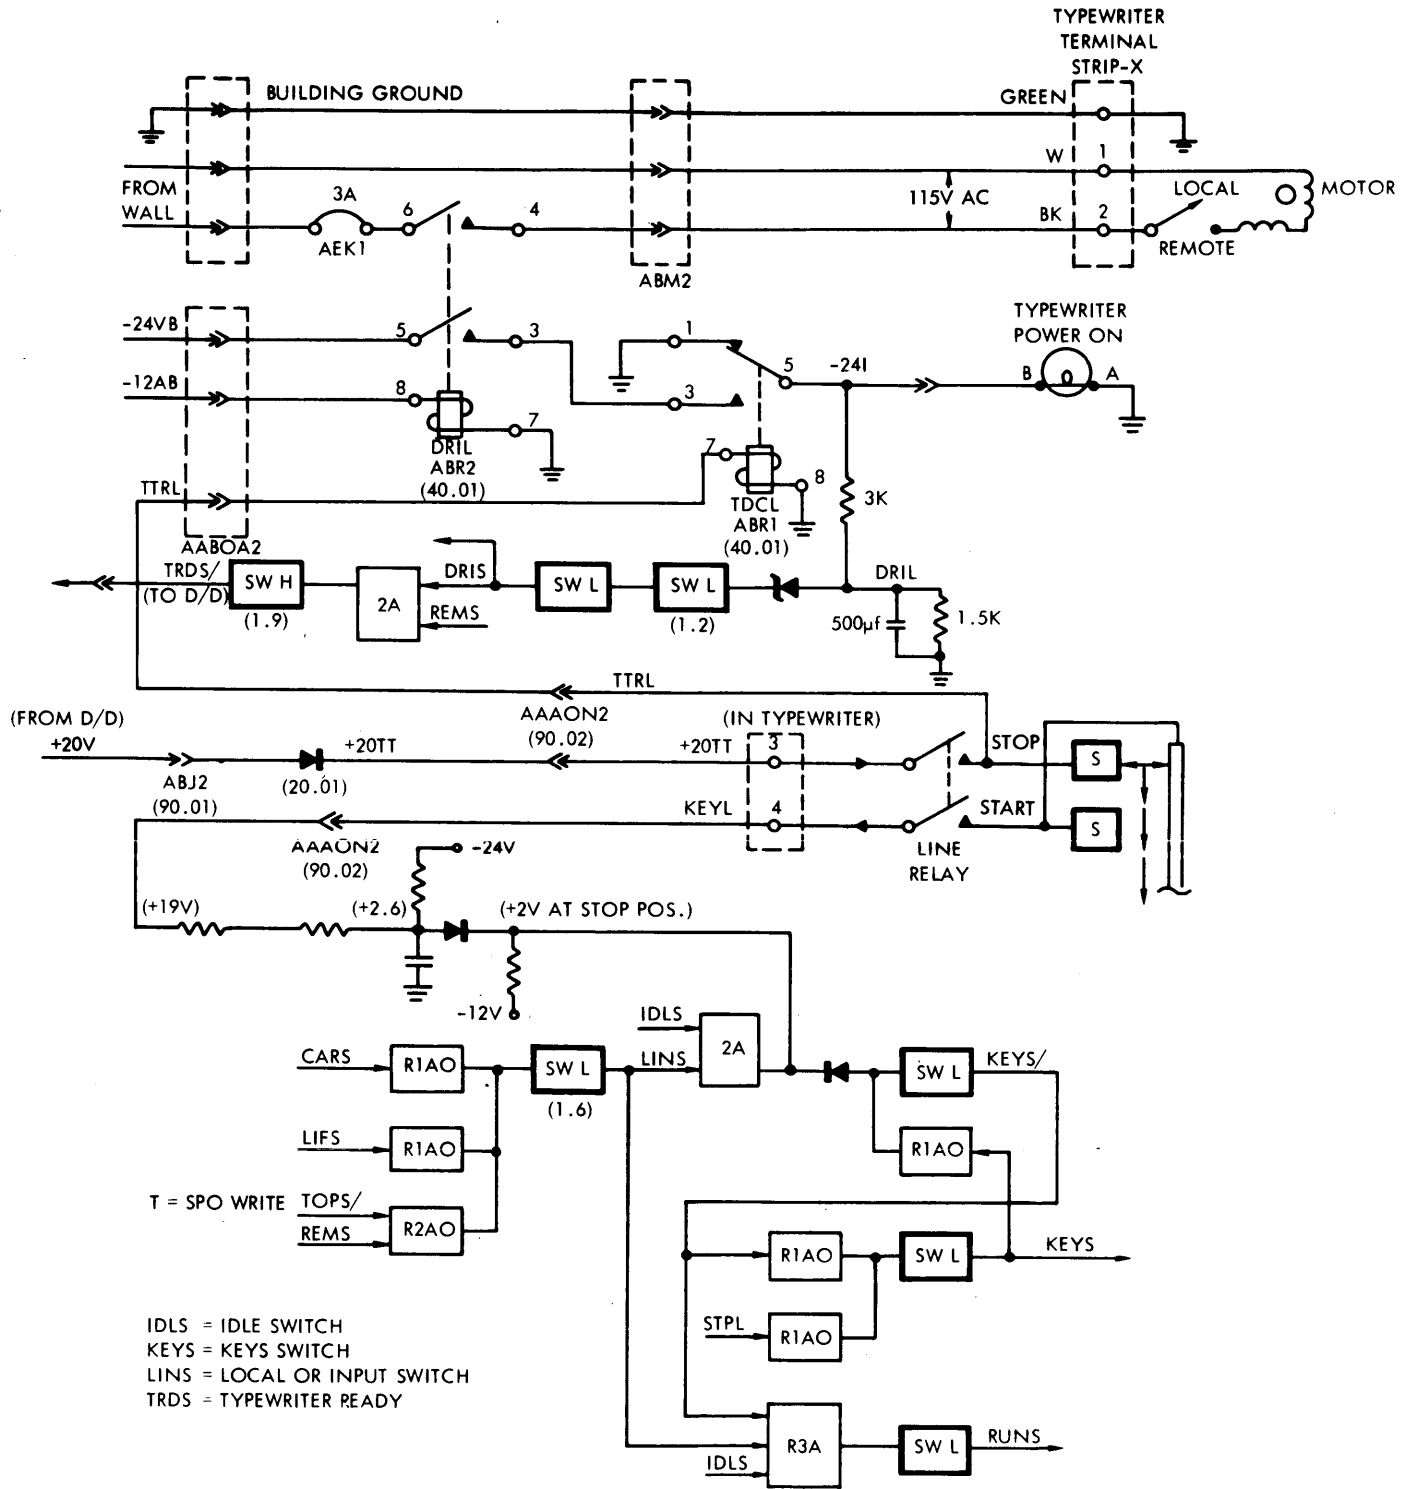 TYPEWRITER
TERMINAL
STRIP-X
BUILDING GROUND
GREEN
W
1
FROM
WALL
3A
AEK1
6
4
115V AC
BK
2
LOCAL
REMOTE
MOTOR
ABM2
-24VB
5
3
1
5
-24I
TYPEWRITER
POWER ON
B
A
-12AB
8
7
3
DRIL
ABR2
(40.01)
7
8
TDCL
ABR1
(40.01)
3K
TTRL
AABOA2
TRDS/
(TO D/D)
SW H
(1.9)
2A
DRIS
REMS
SW L
SW L
(1.2)
DRIL
500μf
1.5K
TTRL
(FROM D/D)
+20V
ABJ2
(90.01)
+20TT
(20.01)
AAAON2
(90.02)
(IN TYPEWRITER)
+20TT
3
STOP
S
KEYL
4
START
S
LINE
RELAY
AAAON2
(90.02)
-24V
(+19V)
(+2.6)
(+2V AT STOP POS.)
-12V
IDLS
LINS
2A
CARS
R1AO
SW L
(1.6)
SW L
KEYS/
LIFS
R1AO
R1AO
T = SPO WRITE
TOPS/
REMS
R2AO
R1AO
SW L
KEYS
STPL
R1AO
IDLS = IDLE SWITCH
KEYS = KEYS SWITCH
LINS = LOCAL OR INPUT SWITCH
TRDS = TYPEWRITER READY
R3A
IDLS
SW L
RUNS